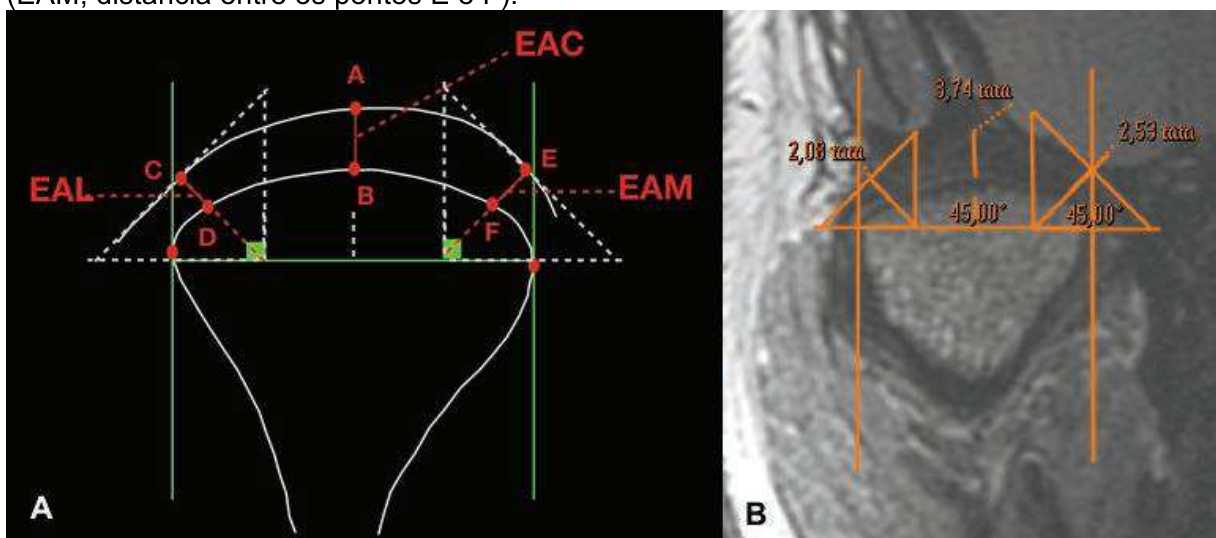 (EAM, distância entre os pontos E e F).
EAC
A
C
E
EAL
B
EAM
D
F
A
3,74 mm
2,08 mm
2,53 mm
45,00°
45,00°
B